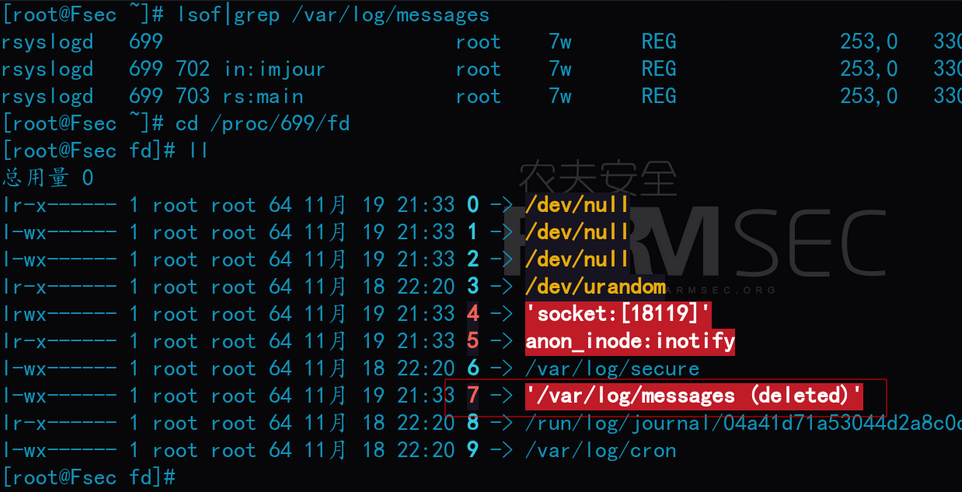 [root@Fsec ~]# lsof|grep /var/log/messages
rsyslogd 699 root 7w REG 253,0 330
rsyslogd 699 702 in:imjour root 7w REG 253,0 330
rsyslogd 699 703 rs:main root 7w REG 253,0 330
[root@Fsec ~]# cd /proc/699/fd
[root@Fsec fd]# ll
总用量 0
lr-x------ 1 root root 64 11月 19 21:33 0 -> /dev/null
l-wx------ 1 root root 64 11月 19 21:33 1 -> /dev/null
l-wx------ 1 root root 64 11月 19 21:33 2 -> /dev/null
lr-x------ 1 root root 64 11月 18 22:20 3 -> /dev/urandom
lrwx------ 1 root root 64 11月 19 21:33 4 -> 'socket:[18119]'
lr-x------ 1 root root 64 11月 19 21:33 5 -> anon_inode:inotify
l-wx------ 1 root root 64 11月 18 22:20 6 -> /var/log/secure
l-wx------ 1 root root 64 11月 19 21:33 7 -> '/var/log/messages (deleted)'
lr-x------ 1 root root 64 11月 18 22:20 8 -> /run/log/journal/04a41d71a53044d2a8c0c
l-wx------ 1 root root 64 11月 18 22:20 9 -> /var/log/cron
[root@Fsec fd]#
农夫安全
FARMSEC